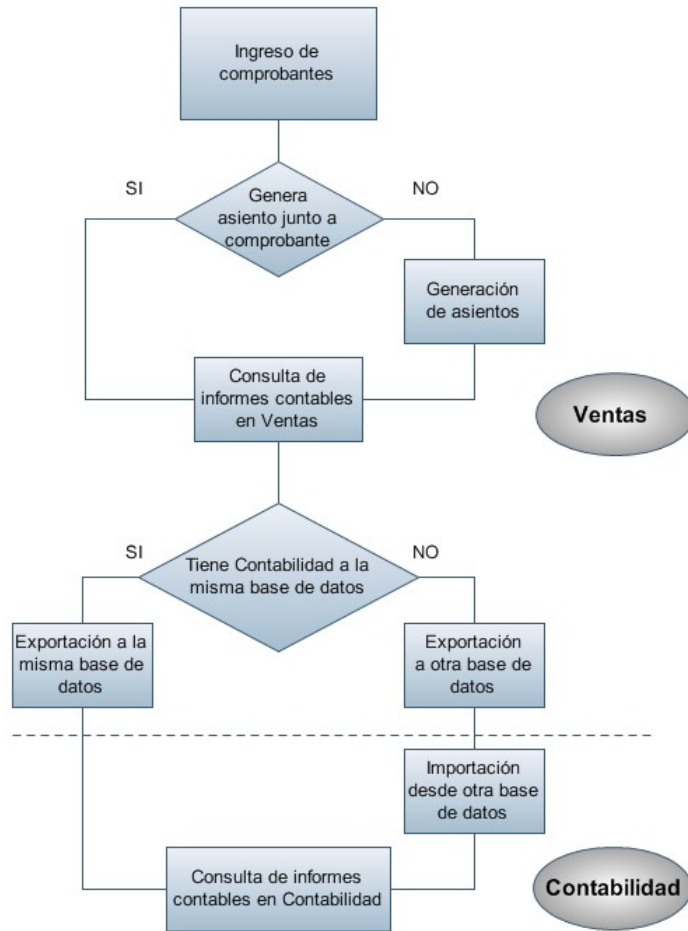 Ingreso de
comprobantes
SI
NO
Genera
asiento junto a
comprobante
Generación
de asientos
Consulta de
informes contables
en Ventas
Ventas
SI
NO
Tiene Contabilidad a la
misma base de datos
Exportación a la
misma base de
datos
Exportación
a otra base de
datos
Importación
desde otra base
de datos
Consulta de informes
contables en Contabilidad
Contabilidad